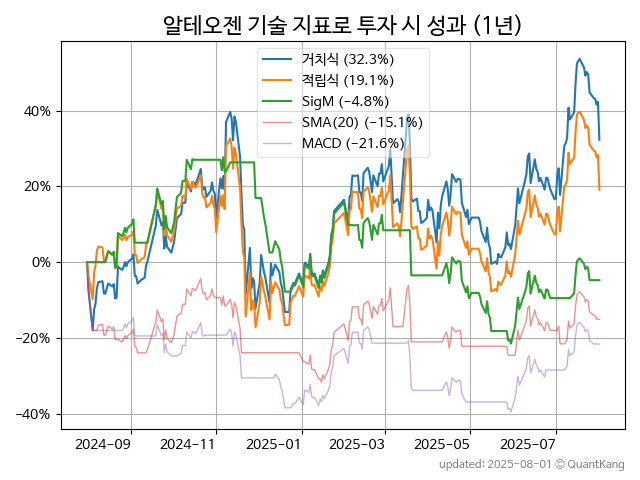 알테오젠 기술 지표로 투자 시 성과 (1년)
거치식 (32.3%)
적립식 (19.1%)
SigM (−4.8%)
SMA(20) (−15.1%)
MACD (−21.6%)
40%
20%
0%
−20%
−40%
2024−09 2024−11 2025−01 2025−03 2025−05 2025−07
updated: 2025−08−01 © QuantKang